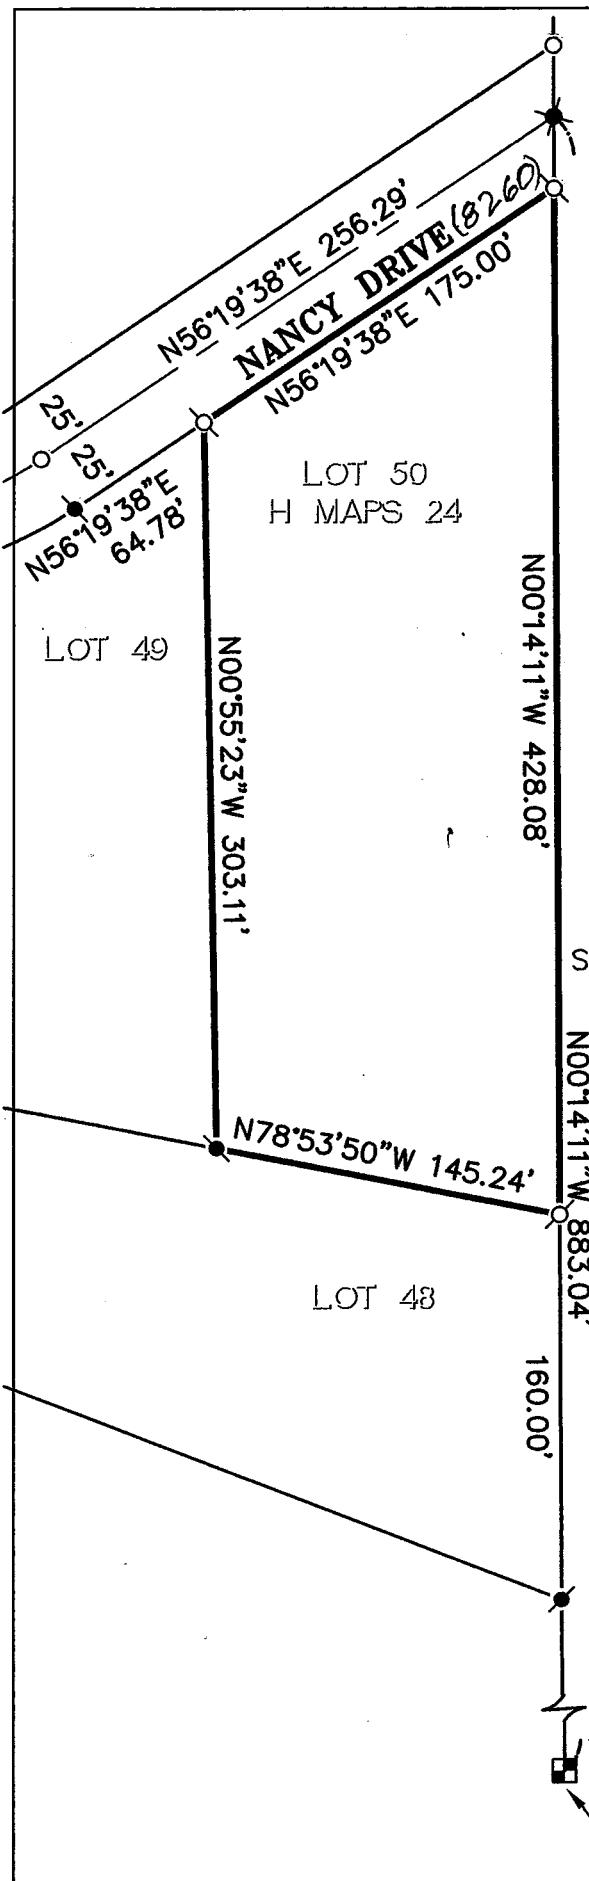 N56°19'38"E 256.29'
NANCY DRIVE (8260)
N56°19'38"E 175.00'
25'
25'
N56°19'38"E
64.78'
LOT 50
H MAPS 24
LOT 49
N00°14'11"W 428.08'
N00°55'23"W 303.11'
S
N00°14'11"W 883.04'
N78°53'50"W 145.24'
LOT 48
160.00'